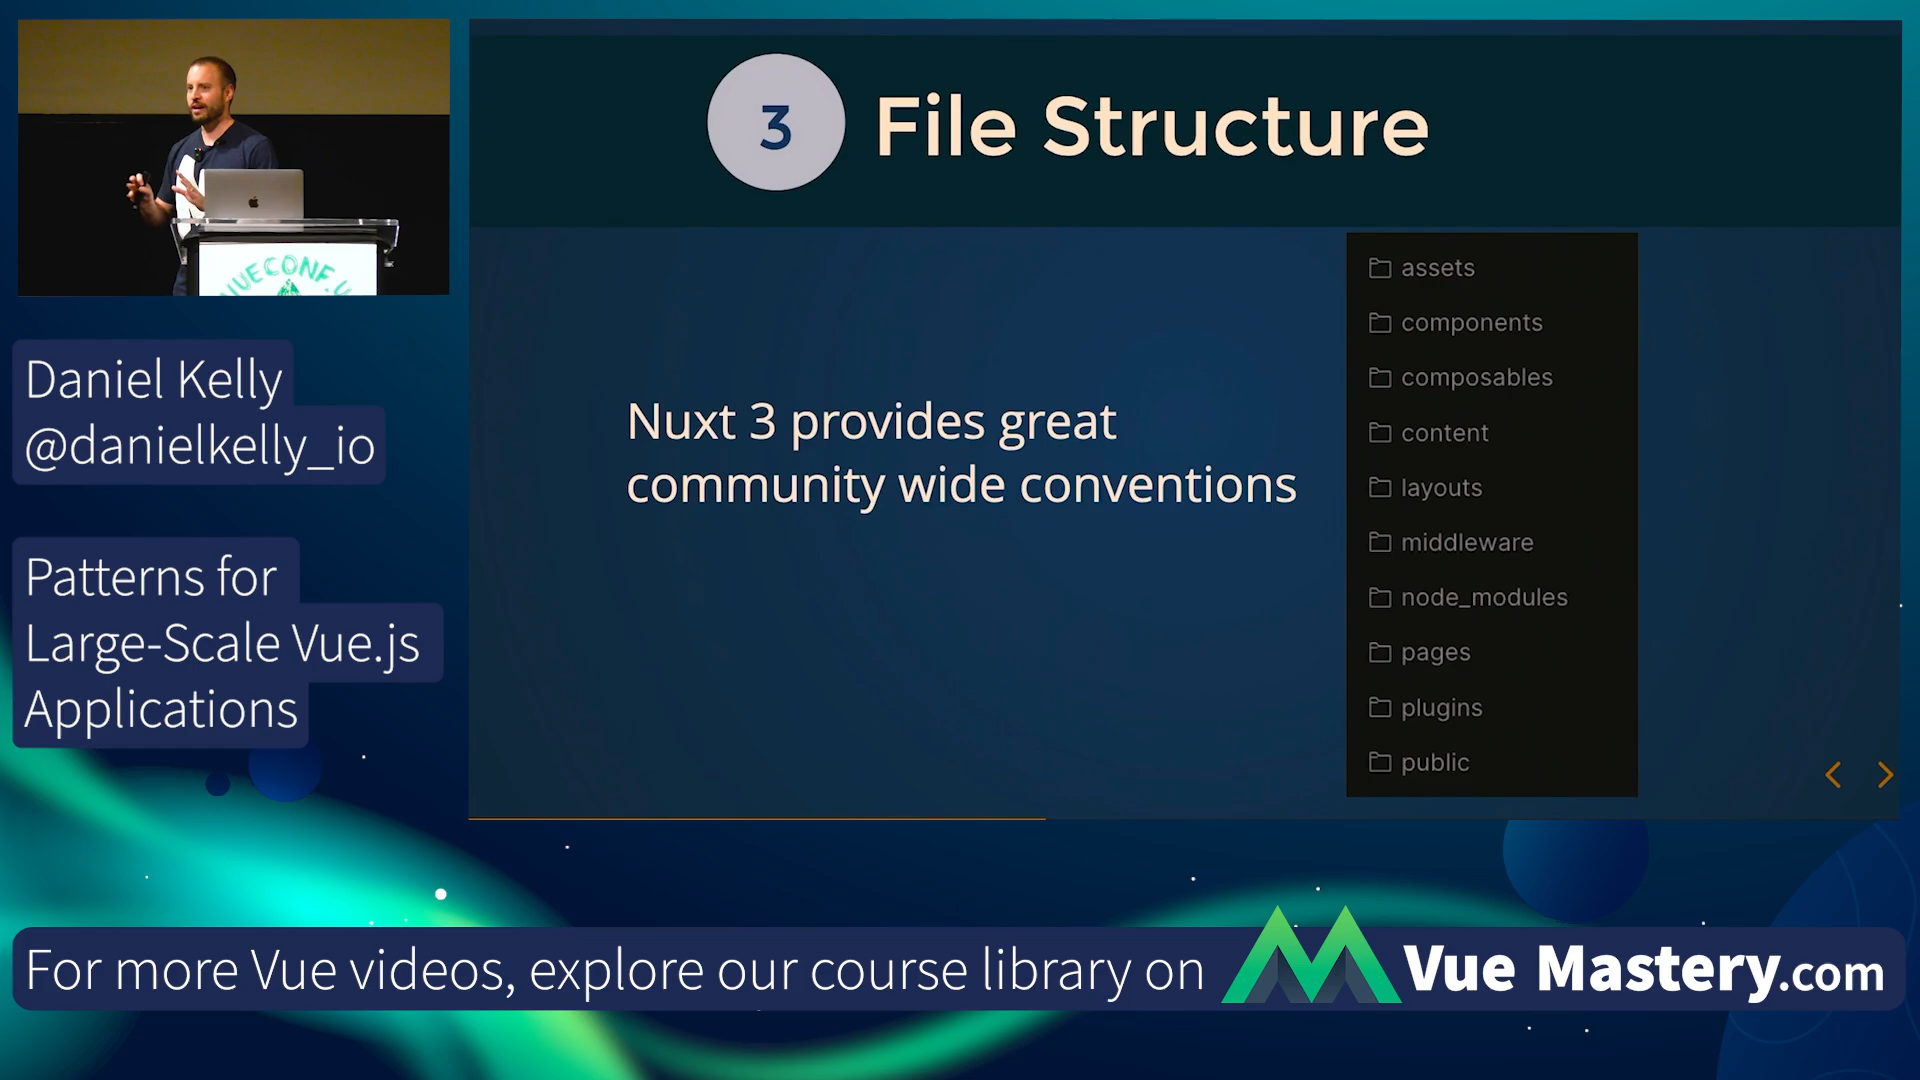 3 File Structure
Nuxt 3 provides great
community wide conventions
assets
components
composables
content
layouts
middleware
node_modules
pages
plugins
public
VUECONF.U
Daniel Kelly
@danielkelly_io
Patterns for
Large-Scale Vue.js
Applications
For more Vue videos, explore our course library on Vue Mastery.com